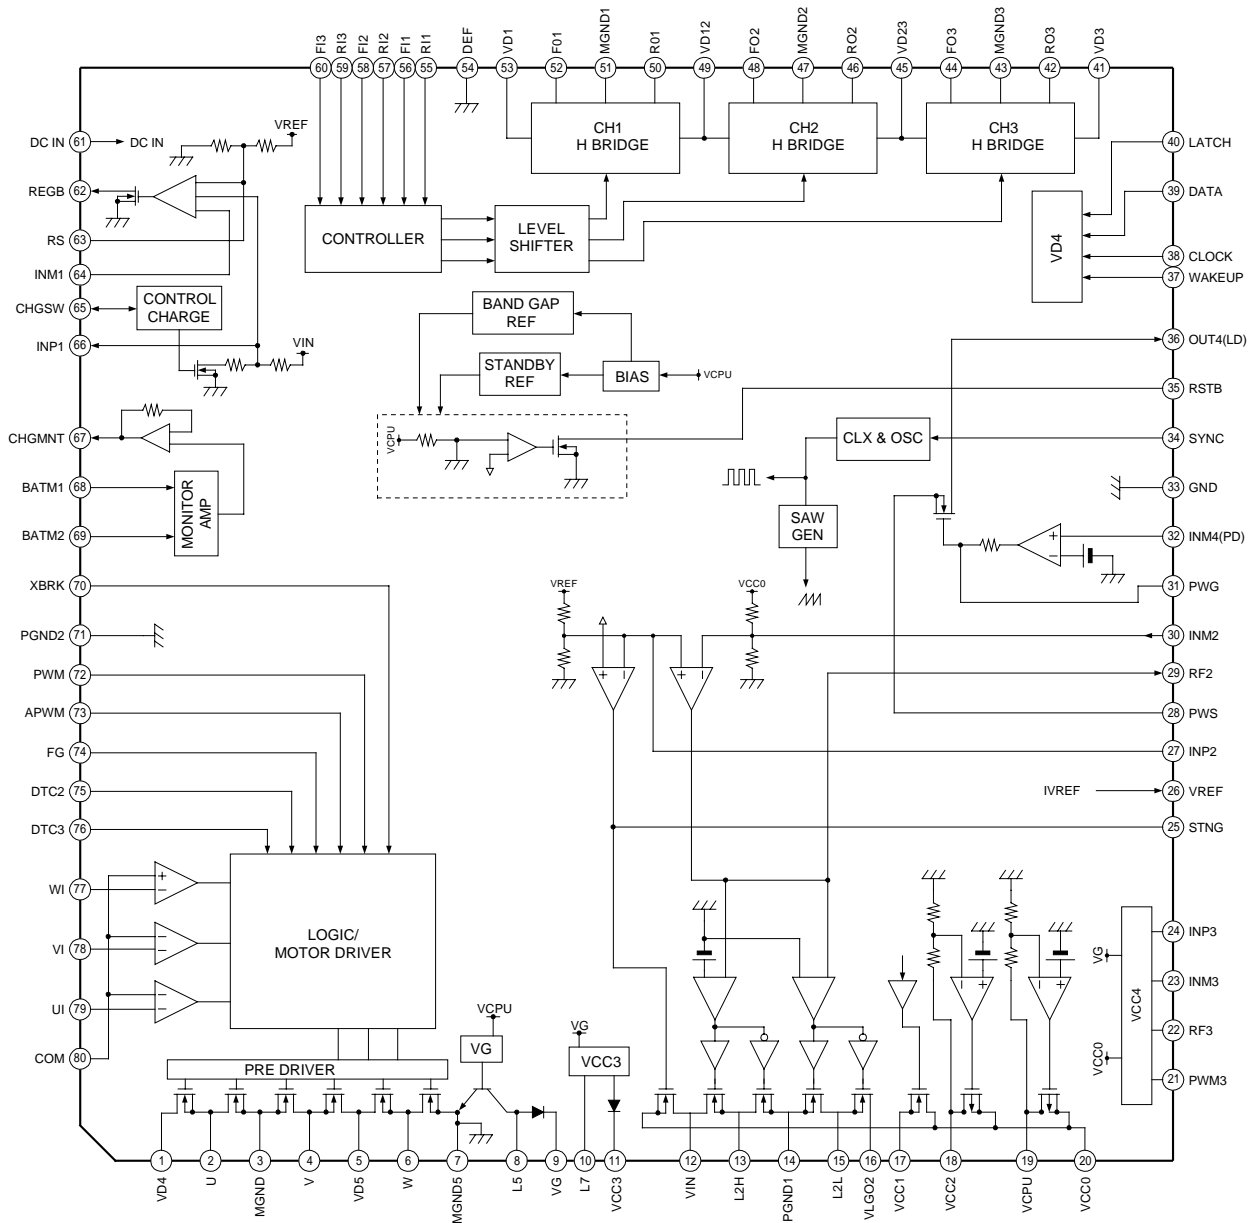 FI3 RI3 FI2 RI2 FI1 RI1 DEF VD1 F01 MGND1 R01 VD12 FO2 MGND2 RO2 VD23 FO3 MGND3 RO3 VD3
60 59 58 57 56 55 54 53 52 51 50 49 48 47 46 45 44 43 42 41
DC IN 61 DC IN
VREF
REGB 62
RS 63
INM1 64
CHGSW 65
CONTROL
CHARGE
INP1 66
VIN
CHGMNT 67
BATM1 68
BATM2 69
MONITOR
AMP
XBRK 70
PGND2 71
PWM 72
APWM 73
FG 74
DTC2 75
DTC3 76
WI 77
VI 78
UI 79
COM 80
+
−
−
−
−
−
LOGIC/
MOTOR DRIVER
PRE DRIVER
CH1
H BRIDGE
CH2
H BRIDGE
CH3
H BRIDGE
CONTROLLER
LEVEL
SHIFTER
BAND GAP
REF
STANDBY
REF
BIAS
VCPU
VCPU
CLX & OSC
SAW
GEN
VD4
40 LATCH
39 DATA
38 CLOCK
37 WAKEUP
36 OUT4(LD)
35 RSTB
34 SYNC
33 GND
32 INM4(PD)
+
−
31 PWG
30 INM2
29 RF2
28 PWS
27 INP2
IVREF 26 VREF
25 STNG
24 INP3
23 INM3
22 RF3
21 PWM3
VG
VCC4
VCC0
VREF
VCC0
+ −
+ −
− +
− +
VCPU
VG
VG
VCC3
1 2 3 4 5 6 7 8 9 10 11 12 13 14 15 16 17 18 19 20
VD4 U MGND V VD5 W MGND5 L5 VG L7 VCC3 VIN L2H PGND1 L2L VLGO2 VCC1 VCC2 VCPU VCC0